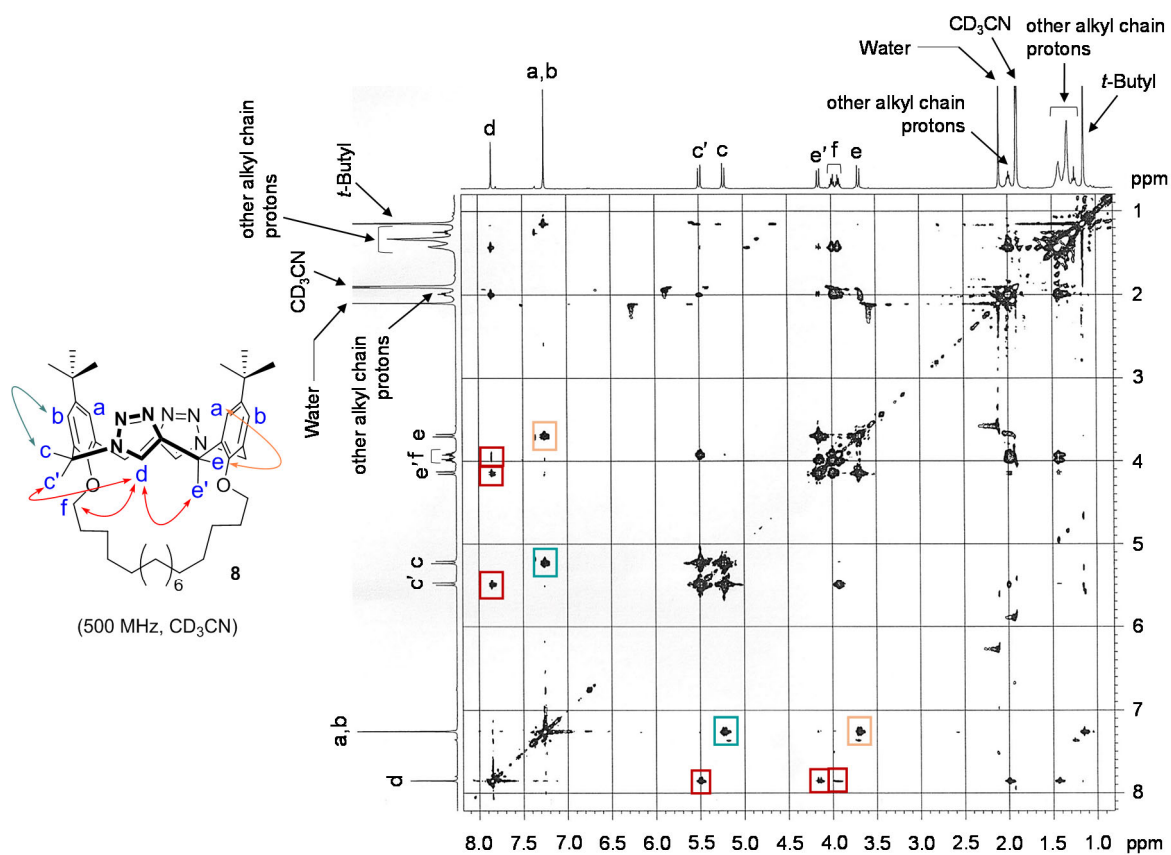 CD3CN
other alkyl chain
protons
Water
a,b
other alkyl chain
protons
t-Butyl
d
c' c
e' f e
ppm
other alkyl chain
protons
t-Butyl
CD3CN
Water
other alkyl chain
protons
1
2
3
4
5
6
7
8
ppm
e
e' f
c' c
a,b
d
8.0 7.5 7.0 6.5 6.0 5.5 5.0 4.5 4.0 3.5 3.0 2.5 2.0 1.5 1.0 ppm
b a a b
N N N=N
N N
c e
c' d e'
O O
f
( )6
8
(500 MHz, CD3CN)